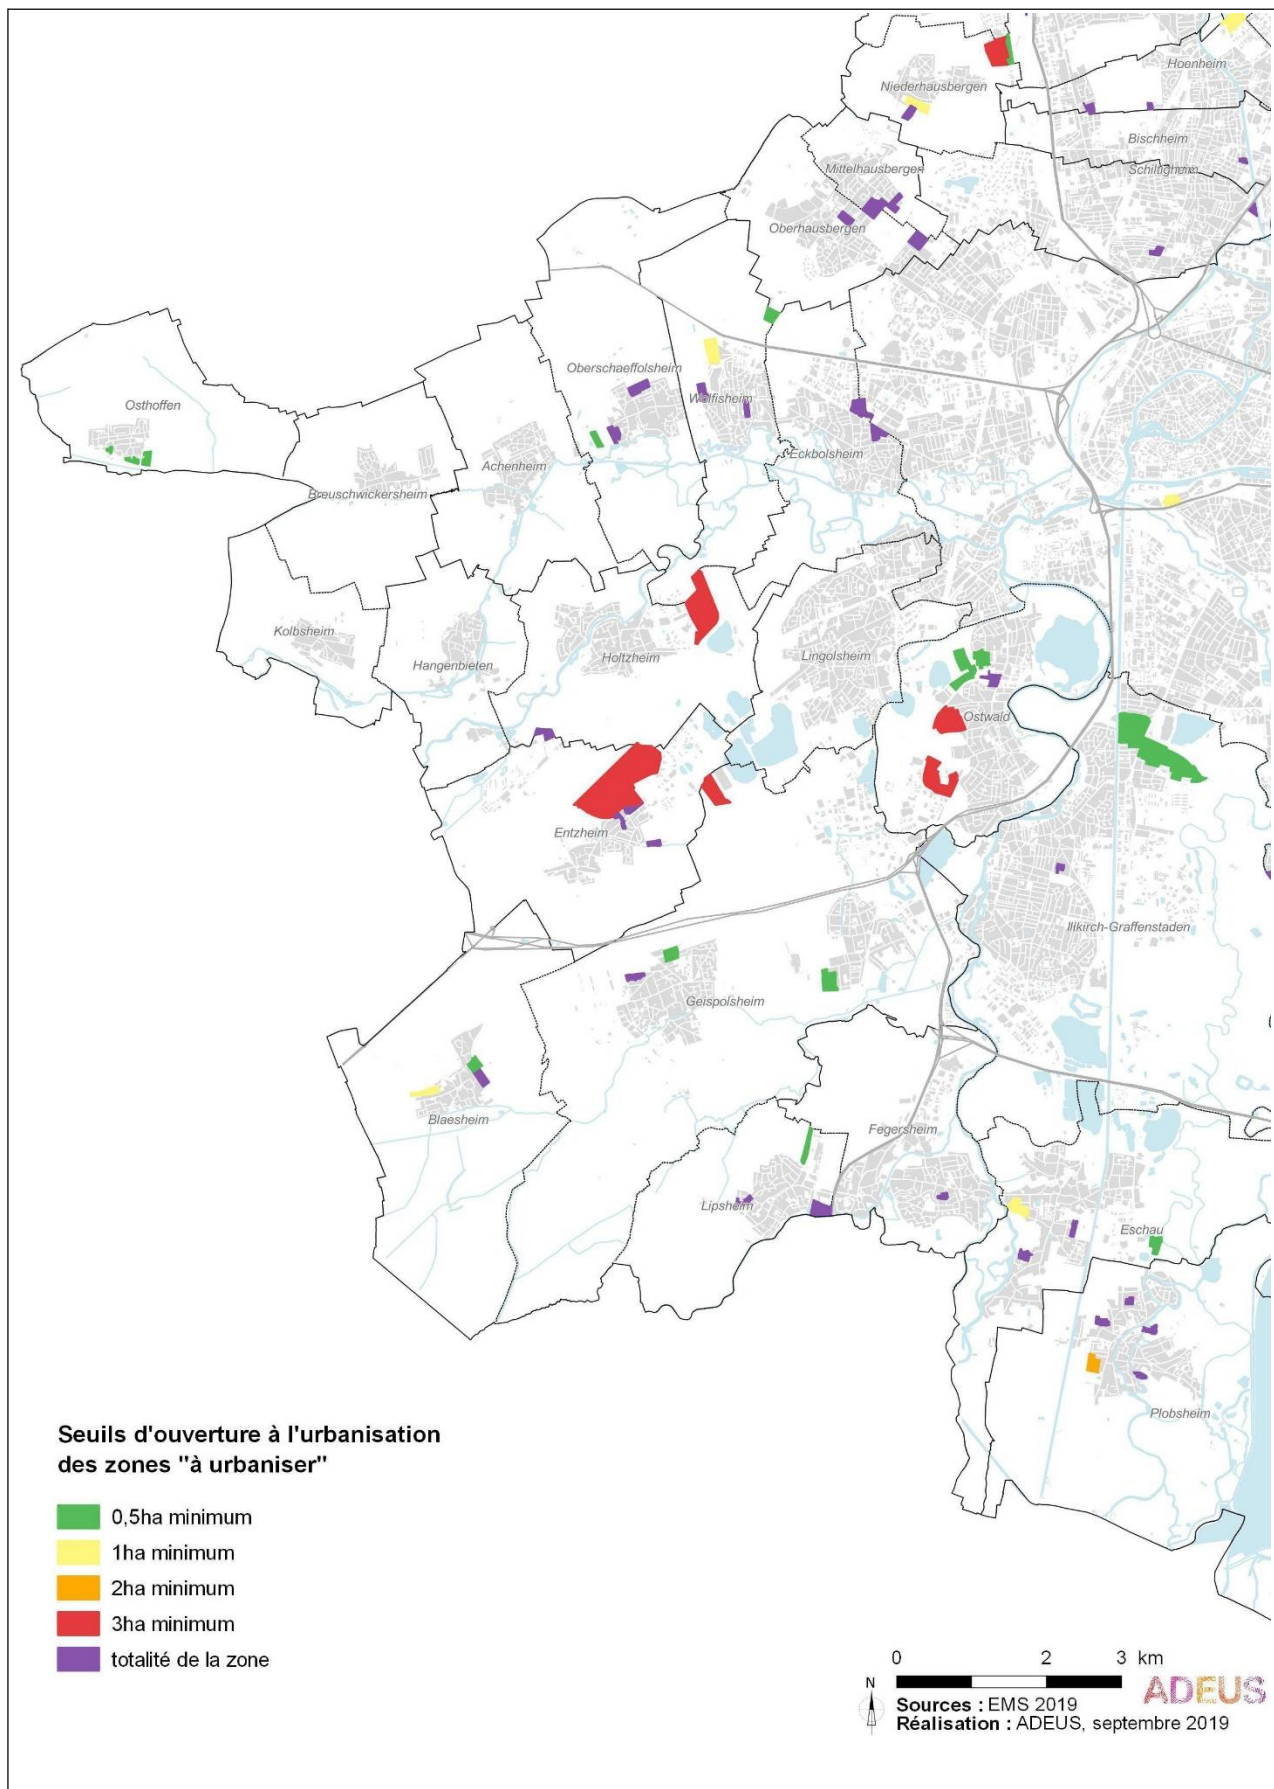 Hoenheim
Niederhausbergen
Bischheim
Mittelhausbergen
Schiltigheim
Oberhausbergen
Oberschaeffolsheim
Wolfisheim
Osthoffen
Eckbolsheim
Achenheim
Breuschwickersheim
Kolbsheim
Hangenbieten
Holtzheim
Lingolsheim
Ostwald
Entzheim
Illkirch-Graffenstaden
Geispolsheim
Blaesheim
Fegersheim
Lipsheim
Eschau
Plobsheim
Seuils d'ouverture à l'urbanisation
des zones "à urbaniser"
0,5ha minimum
1ha minimum
2ha minimum
3ha minimum
totalité de la zone
0 2 3 km
N
ADEUS
Sources : EMS 2019
Réalisation : ADEUS, septembre 2019